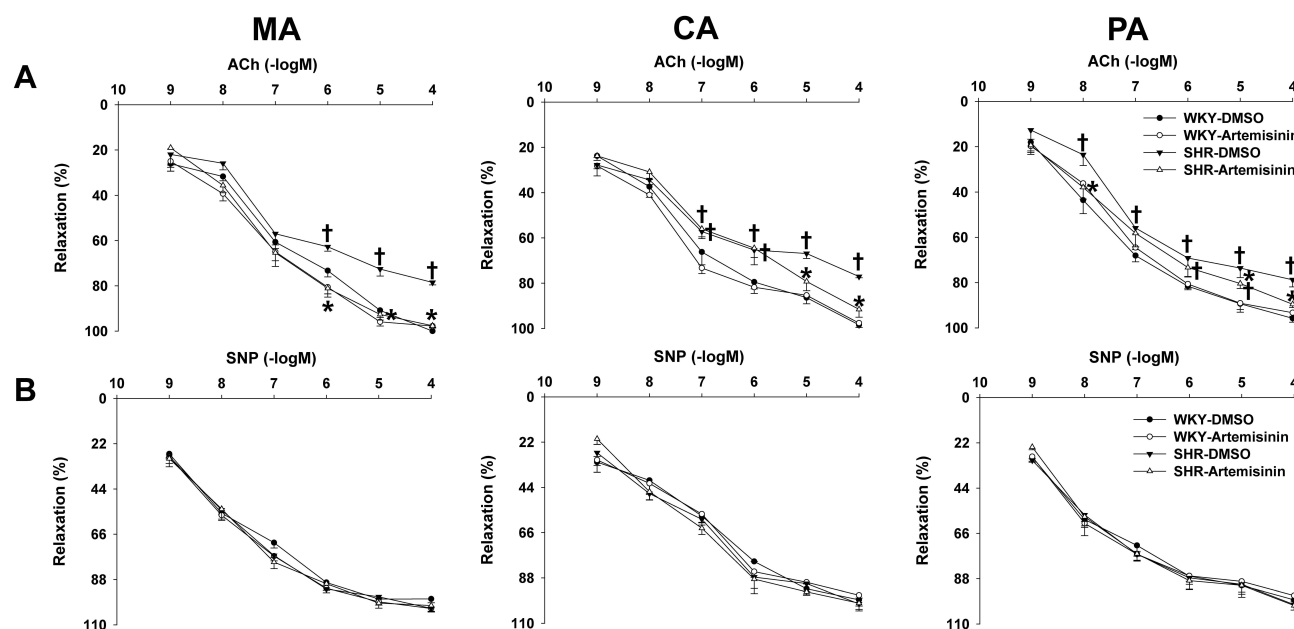 MA CA PA
A
ACh (-logM) ACh (-logM) ACh (-logM)
10 9 8 7 6 5 4 10 9 8 7 6 5 4 10 9 8 7 6 5 4
0 0 0
20 20 20
40 40 40
60 60 60
80 80 80
100 100 100
Relaxation (%) Relaxation (%) Relaxation (%)
† † † † † † † † † † † † † † † †
* * * * * * * *
WKY-DMSO
WKY-Artemisinin
SHR-DMSO
SHR-Artemisinin
B
SNP (-logM) SNP (-logM) SNP (-logM)
10 9 8 7 6 5 4 10 9 8 7 6 5 4 10 9 8 7 6 5 4
0 0 0
22 22 22
44 44 44
66 66 66
88 88 88
110 110 110
Relaxation (%) Relaxation (%) Relaxation (%)
WKY-DMSO
WKY-Artemisinin
SHR-DMSO
SHR-Artemisinin